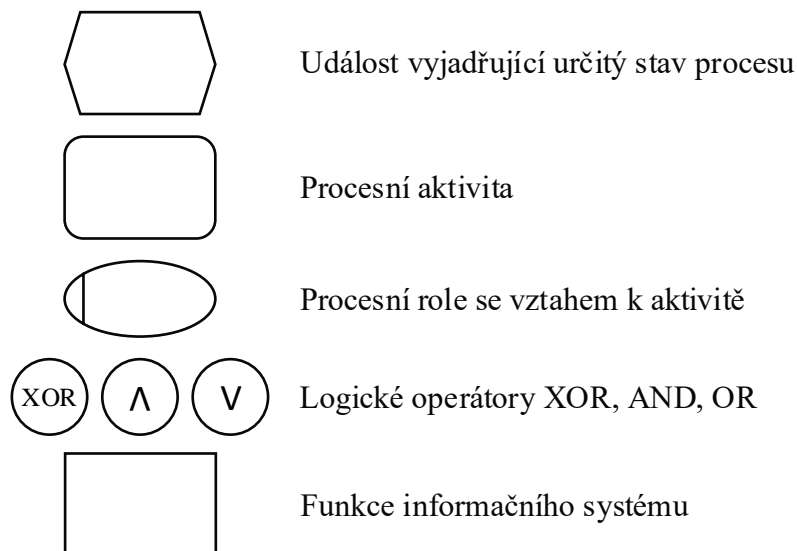 Událost vyjadřující určitý stav procesu
Procesní aktivita
Procesní role se vztahem k aktivitě
XOR Λ V Logické operátory XOR, AND, OR
Funkce informačního systému